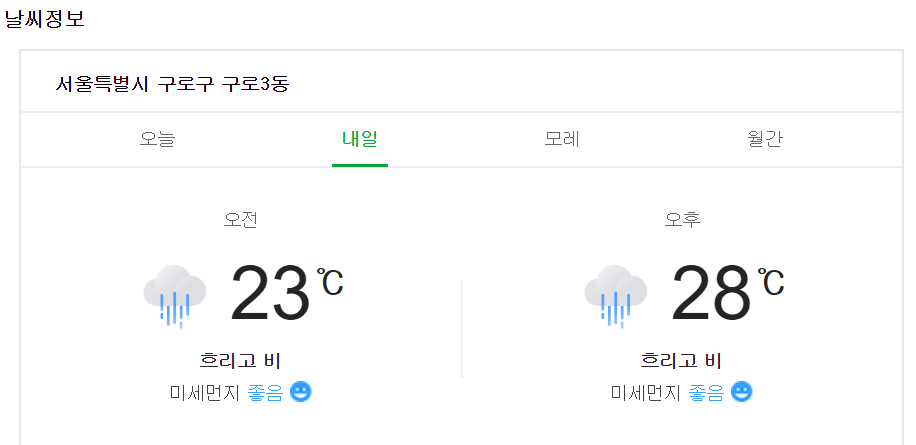 날씨정보
서울특별시 구로구 구로3동
오늘 내일 모레 월간
오전 오후
23℃ 28℃
흐리고 비 흐리고 비
미세먼지 좋음 미세먼지 좋음